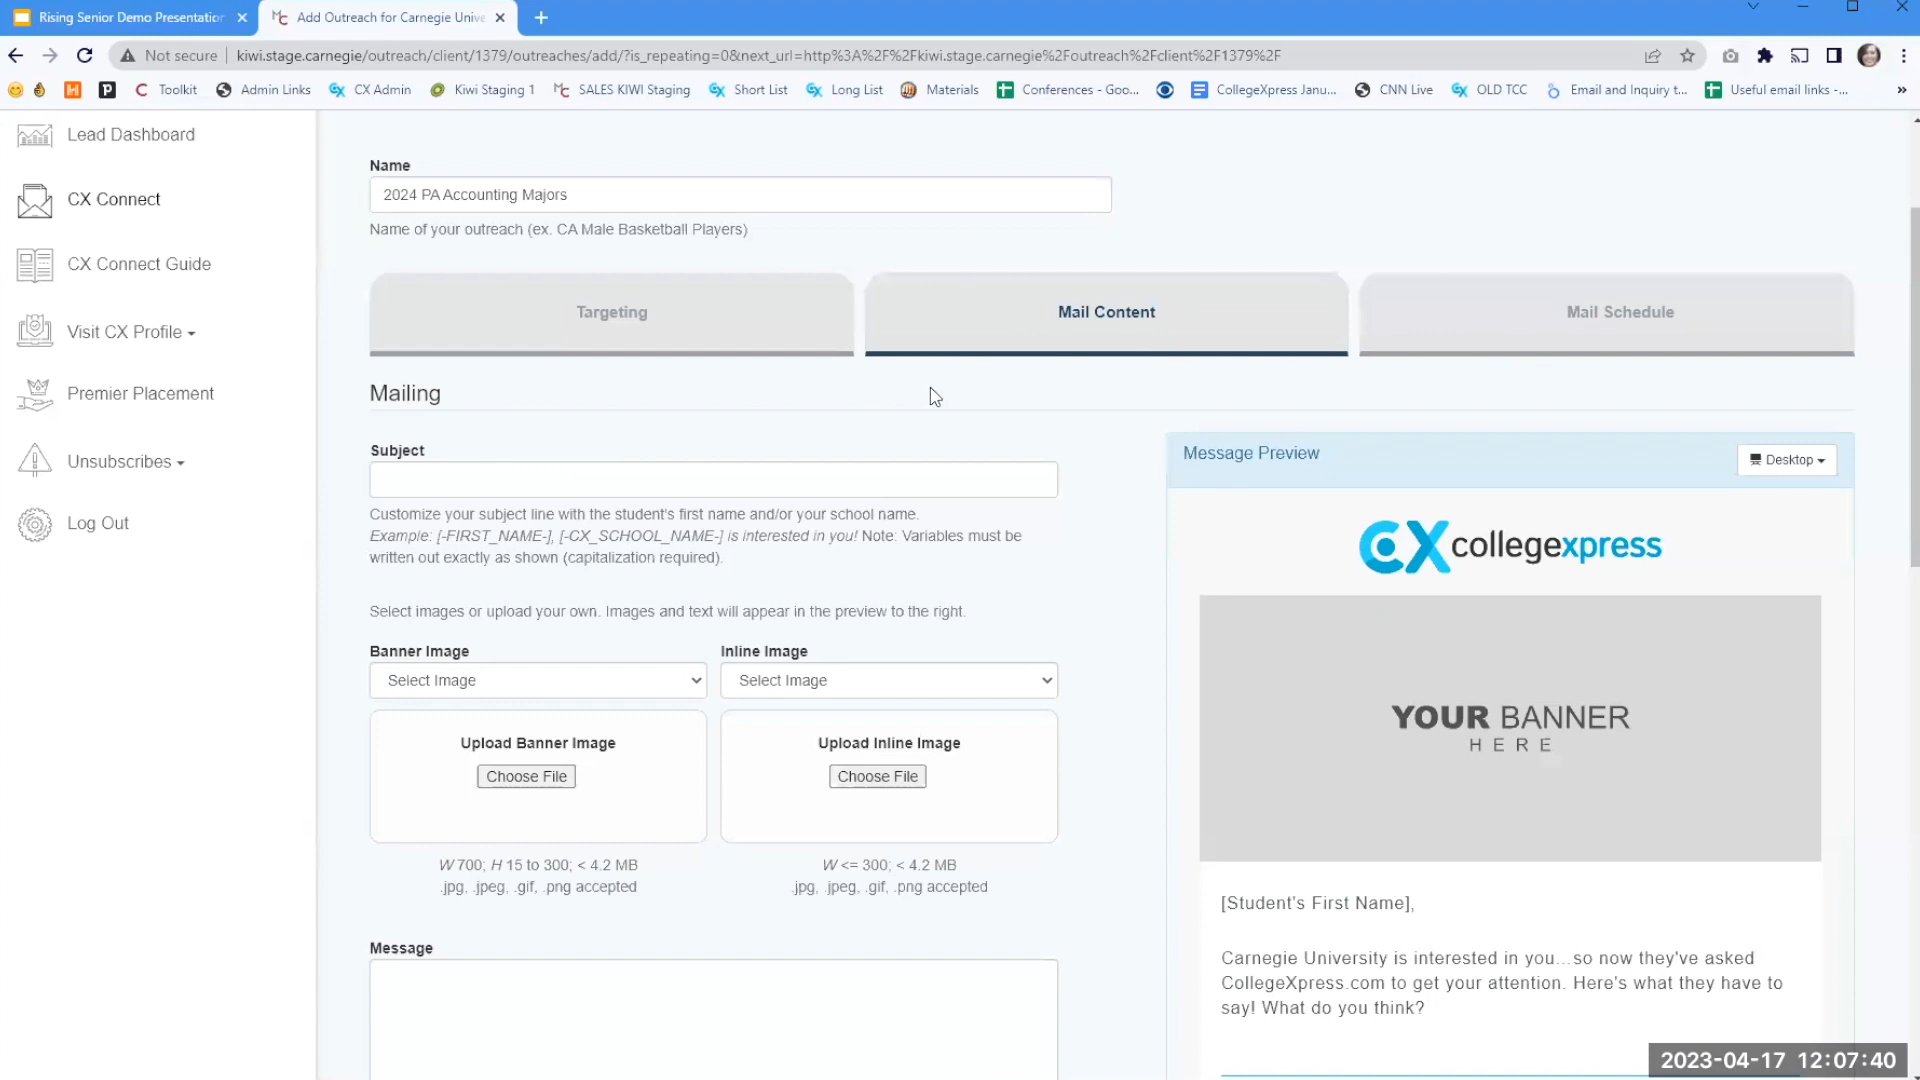 Rising Senior Demo Presentation
Add Outreach for Carnegie Unive
Not secure
kiwi.stage.carnegie/outreach/client/1379/outreaches/add/?is_repeating=0&next_url=http%3A%2F%2Fkiwi.stage.carnegie%2Foutreach%2Fclient%2F1379%2F
Toolkit
Admin Links
CX Admin
Kiwi Staging 1
SALES KIWI Staging
Short List
Long List
Materials
Conferences - Goo...
CollegeXpress Janu...
CNN Live
OLD TCC
Email and Inquiry t...
Useful email links -...
»
Lead Dashboard
CX Connect
CX Connect Guide
Visit CX Profile
Premier Placement
Unsubscribes
Log Out
Name
2024 PA Accounting Majors
Name of your outreach (ex. CA Male Basketball Players)
Targeting
Mail Content
Mail Schedule
Mailing
Subject
Customize your subject line with the student's first name and/or your school name.
Example: [-FIRST_NAME-], [-CX_SCHOOL_NAME-] is interested in you! Note: Variables must be
written out exactly as shown (capitalization required).
Select images or upload your own. Images and text will appear in the preview to the right.
Banner Image
Select Image
Upload Banner Image
Choose File
W 700; H 15 to 300; < 4.2 MB
.jpg, .jpeg, .gif, .png accepted
Inline Image
Select Image
Upload Inline Image
Choose File
W <= 300; < 4.2 MB
.jpg, .jpeg, .gif, .png accepted
Message
Message Preview
Desktop
CX collegexpress
YOUR BANNER
HERE
[Student's First Name],
Carnegie University is interested in you...so now they've asked
CollegeXpress.com to get your attention. Here's what they have to
say! What do you think?
2023-04-17 12:07:40